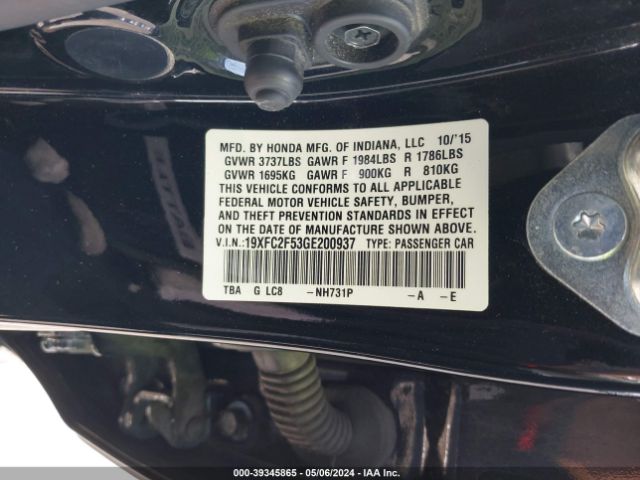 MFD. BY HONDA MFG. OF INDIANA, LLC 10/'15
GVWR 3737LBS GAWR F 1984LBS R 1786LBS
GVWR 1695KG GAWR F 900KG R 810KG
THIS VEHICLE CONFORMS TO ALL APPLICABLE
FEDERAL MOTOR VEHICLE SAFETY, BUMPER,
AND THEFT PREVENTION STANDARDS IN EFFECT
ON THE DATE OF MANUFACTURE SHOWN ABOVE.
V.I.N.: 19XFC2F53GE200937 TYPE: PASSENGER CAR
TBA G LC8 -NH731P -A -E
000-39345865 / 05/06/2024 - IAA Inc.